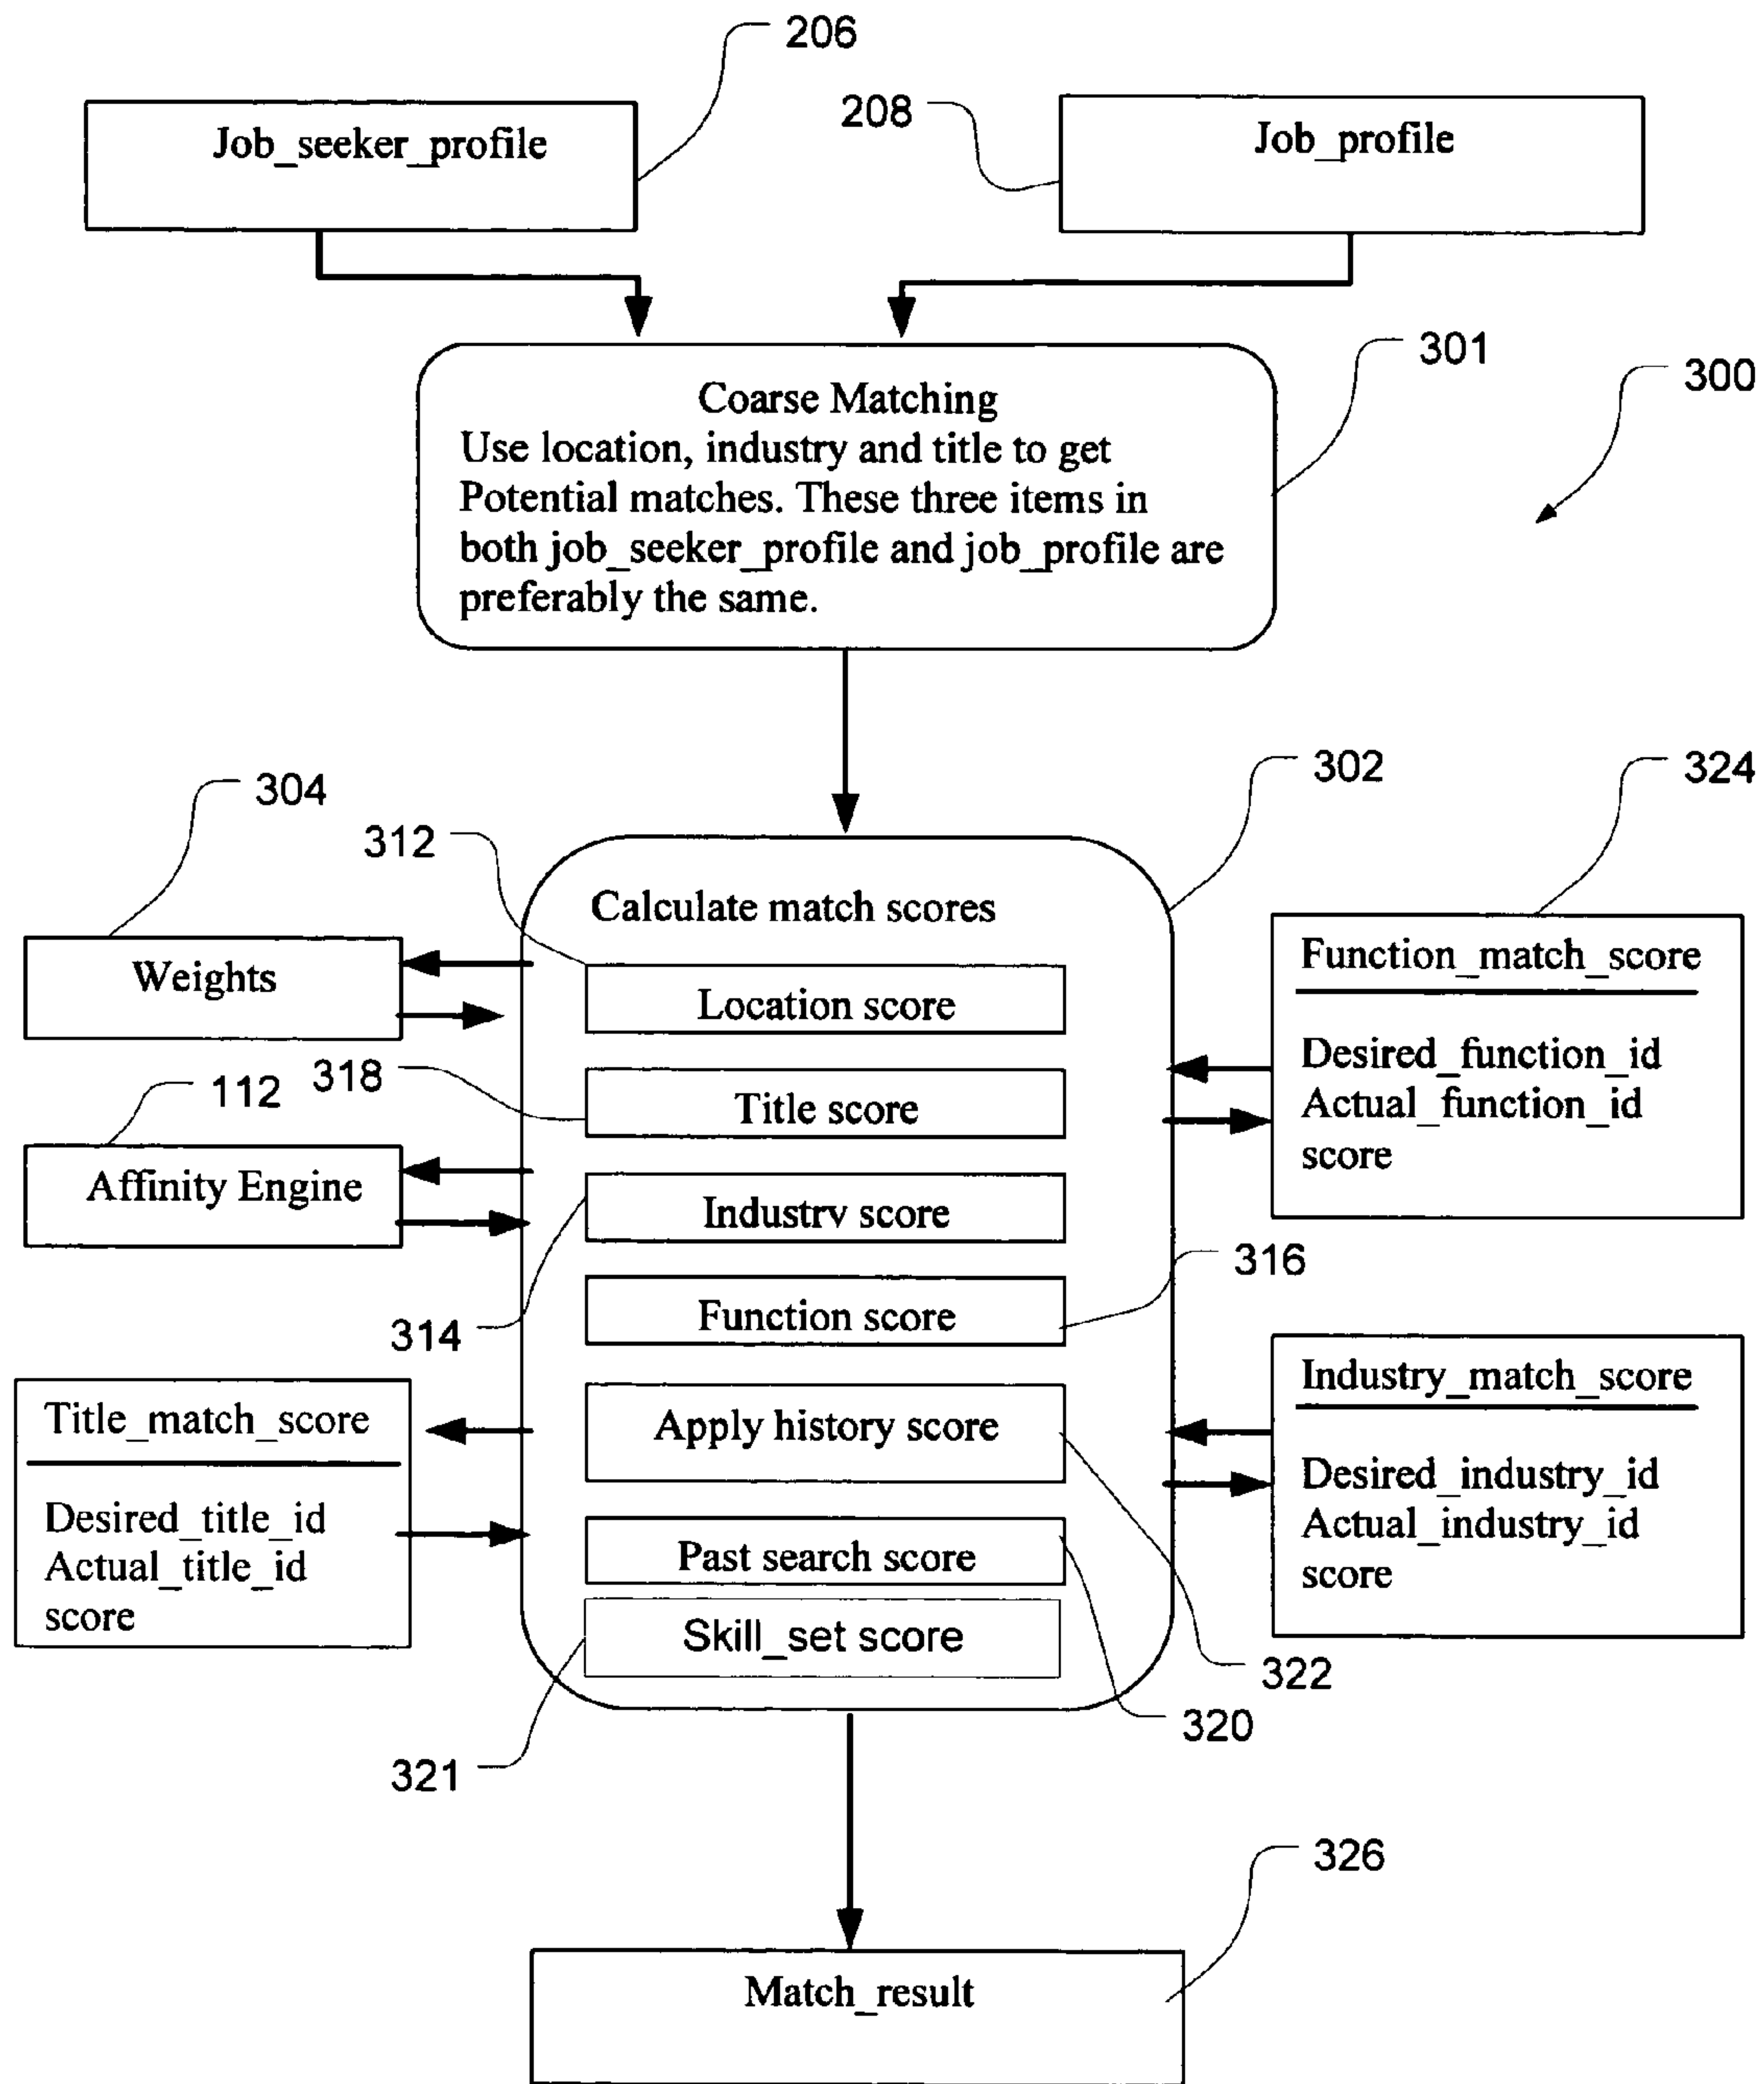 206
208
Job_seeker_profile
Job_profile
301
300
Coarse Matching
Use location, industry and title to get
Potential matches. These three items in
both job_seeker_profile and job_profile are
preferably the same.
302
324
304
312
Calculate match scores
Weights
Location score
Function_match_score
Desired_function_id
Actual_function_id
score
318
112
Title score
Affinity Engine
Industrv score
316
Function score
314
Title_match_score
Desired_title_id
Actual_title_id
score
Apply history score
Industry_match_score
Desired_industry_id
Actual_industry_id
score
Past search score
Skill_set score
322
320
321
326
Match_result